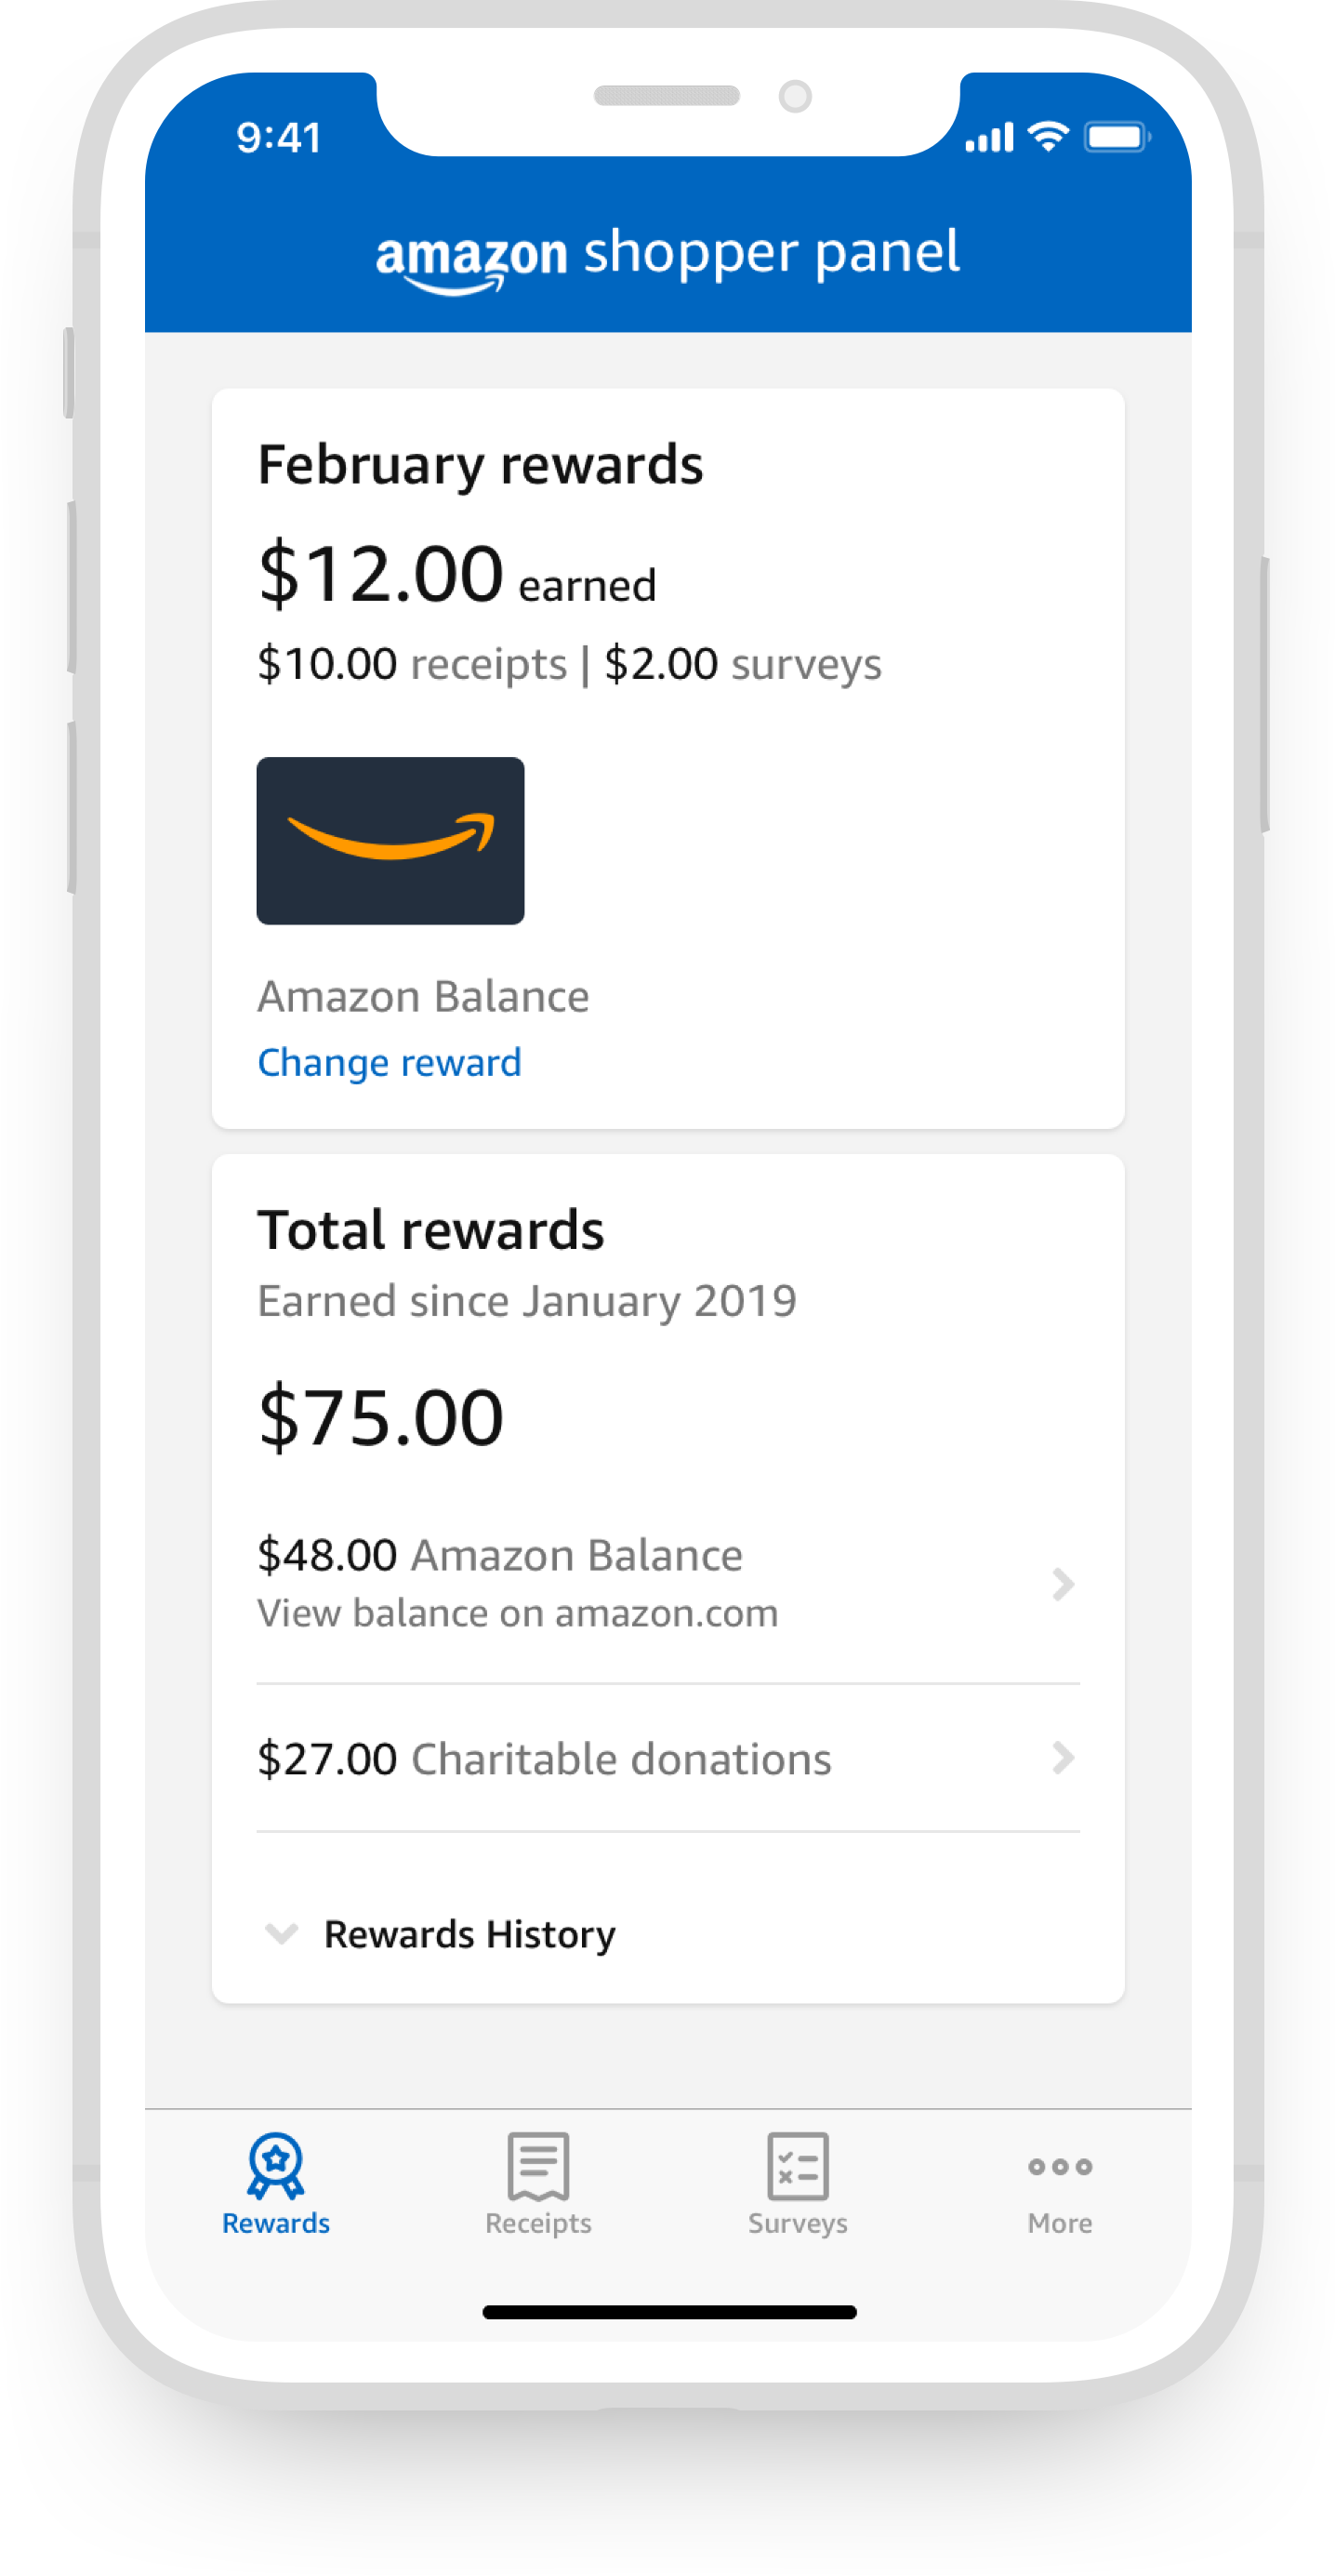 9:41
amazon shopper panel
February rewards
$12.00 earned
$10.00 receipts | $2.00 surveys
Amazon Balance
Change reward
Total rewards
Earned since January 2019
$75.00
$48.00 Amazon Balance
View balance on amazon.com
$27.00 Charitable donations
Rewards History
Rewards Receipts Surveys More